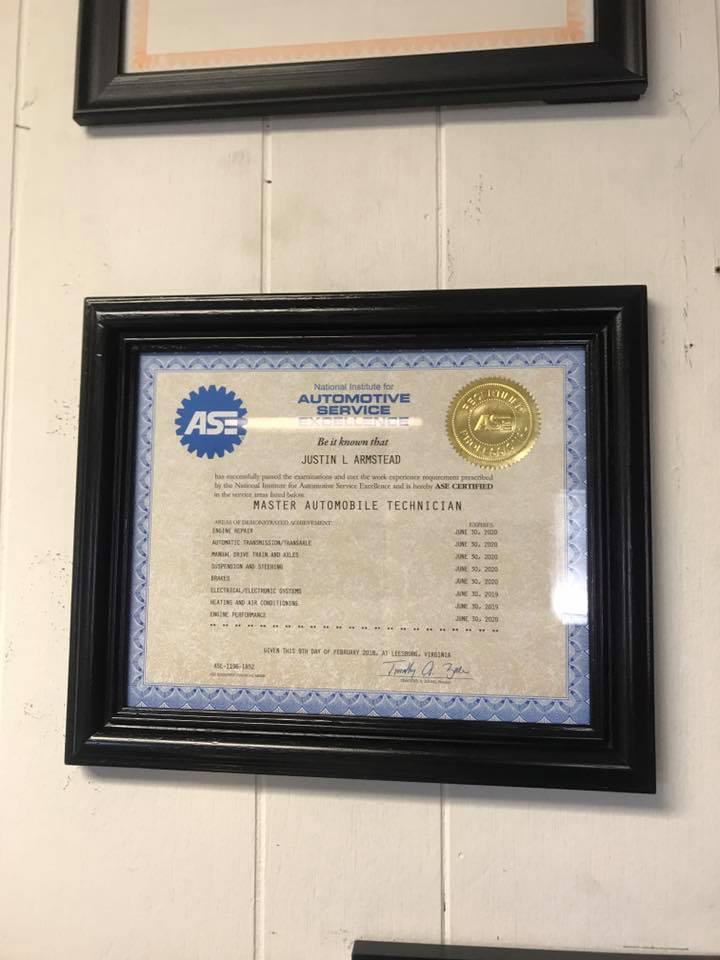 National Institute for
AUTOMOTIVE
SERVICE
EXCELLENCE
ASE
ASE
Be it known that
JUSTIN L ARMSTEAD
has successfully passed the examinations and met the work experience requirement prescribed
by the National Institute for Automotive Service Excellence and is hereby ASE CERTIFIED
in the service areas listed below
MASTER AUTOMOBILE TECHNICIAN
AREAS OF DEMONSTRATED ACHIEVEMENT EXPIRES
ENGINE REPAIR JUNE 30, 2020
AUTOMATIC TRANSMISSION/TRANSAXLE JUNE 30, 2020
MANUAL DRIVE TRAIN AND AXLES JUNE 30, 2020
SUSPENSION AND STEERING JUNE 30, 2020
BRAKES JUNE 30, 2020
ELECTRICAL/ELECTRONIC SYSTEMS JUNE 30, 2019
HEATING AND AIR CONDITIONING JUNE 30, 2019
ENGINE PERFORMANCE JUNE 30, 2020
GIVEN THIS 9TH DAY OF FEBRUARY 2018, AT LEESBURG, VIRGINIA
ASE-1196-1852